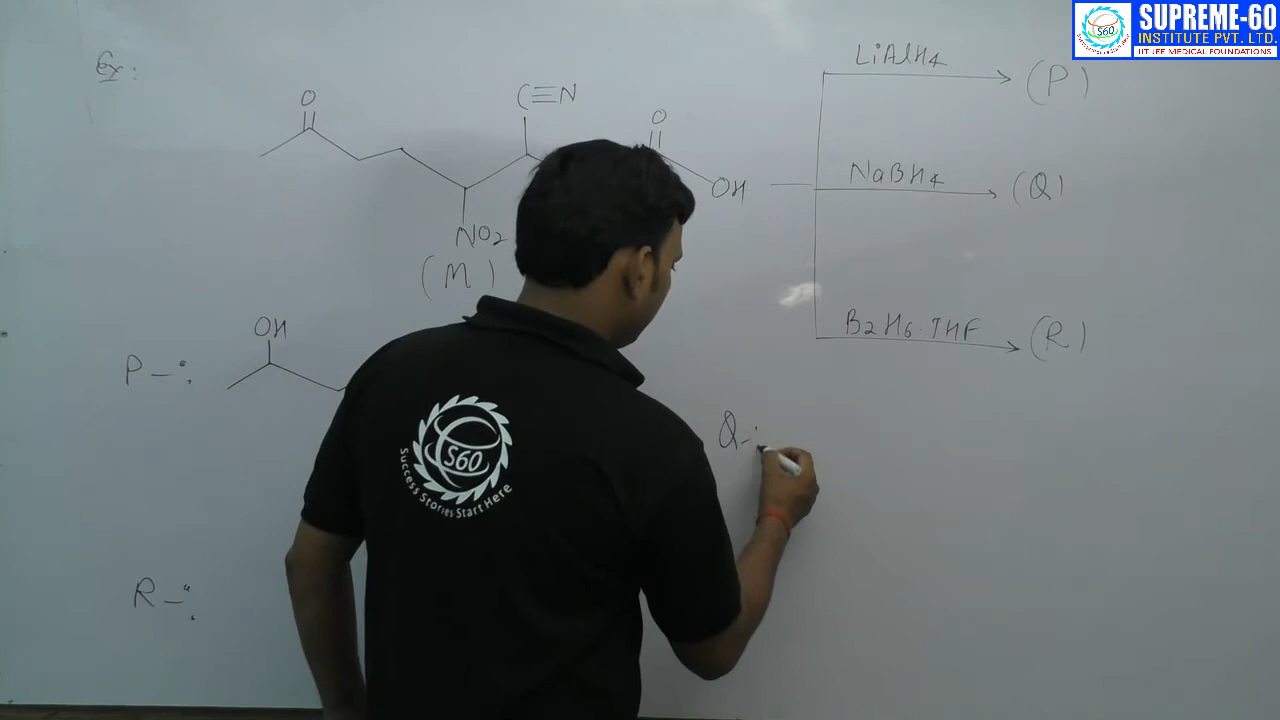 SUPREME-60
INSTITUTE PVT. LTD.
IIT JEE MEDICAL FOUNDATIONS
S60
Ex:
O
C≡N
O
OH
NO2
(M)
LiAlH4
(P)
NaBH4
(Q)
B2H6·THF
(R)
P -:
OH
Q -:
R -:
S60
Success Stories Start Here